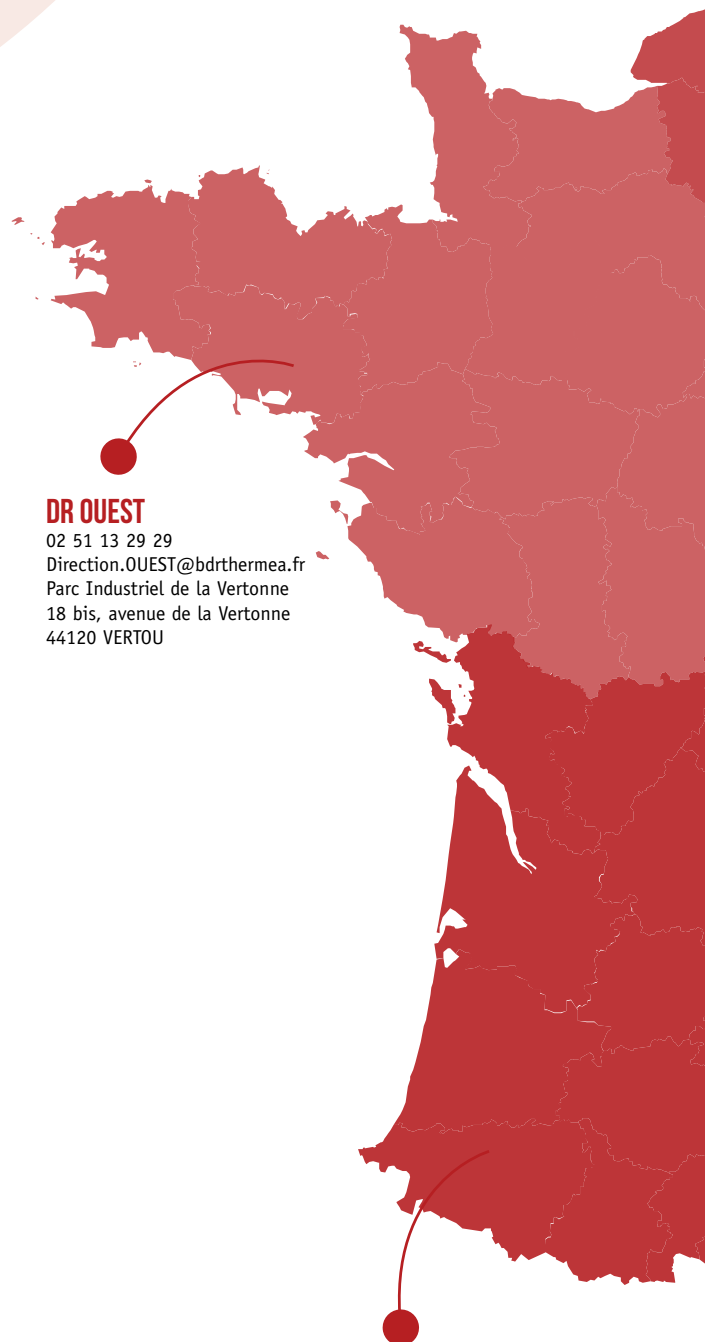 DR OUEST
02 51 13 29 29
Direction.OUEST@bdrthermea.fr
Parc Industriel de la Vertonne
18 bis, avenue de la Vertonne
44120 VERTOU